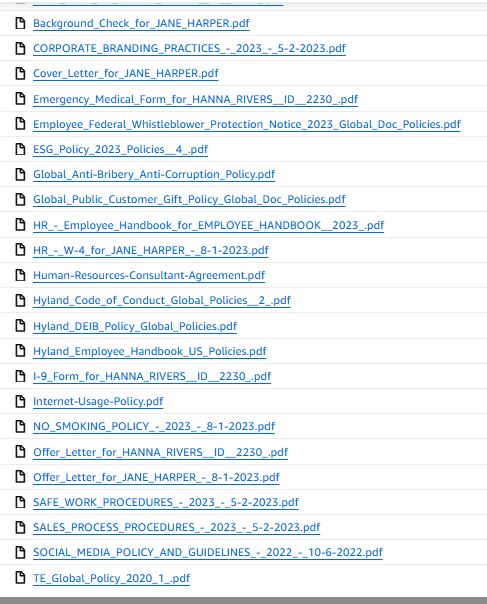 Background_Check_for_JANE_HARPER.pdf
CORPORATE_BRANDING_PRACTICES_-_2023_-_5-2-2023.pdf
Cover_Letter_for_JANE_HARPER.pdf
Emergency_Medical_Form_for_HANNA_RIVERS__ID__2230_.pdf
Employee_Federal_Whistleblower_Protection_Notice_2023_Global_Doc_Policies.pdf
ESG_Policy_2023_Policies__4_.pdf
Global_Anti-Bribery_Anti-Corruption_Policy.pdf
Global_Public_Customer_Gift_Policy_Global_Doc_Policies.pdf
HR_-_Employee_Handbook_for_EMPLOYEE_HANDBOOK__2023_.pdf
HR_-_W-4_for_JANE_HARPER_-_8-1-2023.pdf
Human-Resources-Consultant-Agreement.pdf
Hyland_Code_of_Conduct_Global_Policies__2_.pdf
Hyland_DEIB_Policy_Global_Policies.pdf
Hyland_Employee_Handbook_US_Policies.pdf
I-9_Form_for_HANNA_RIVERS__ID__2230_.pdf
Internet-Usage-Policy.pdf
NO_SMOKING_POLICY_-_2023_-_8-1-2023.pdf
Offer_Letter_for_HANNA_RIVERS__ID__2230_.pdf
Offer_Letter_for_JANE_HARPER_-_8-1-2023.pdf
SAFE_WORK_PROCEDURES_-_2023_-_5-2-2023.pdf
SALES_PROCESS_PROCEDURES_-_2023_-_5-2-2023.pdf
SOCIAL_MEDIA_POLICY_AND_GUIDELINES_-_2022_-_10-6-2022.pdf
TE_Global_Policy_2020_1_.pdf